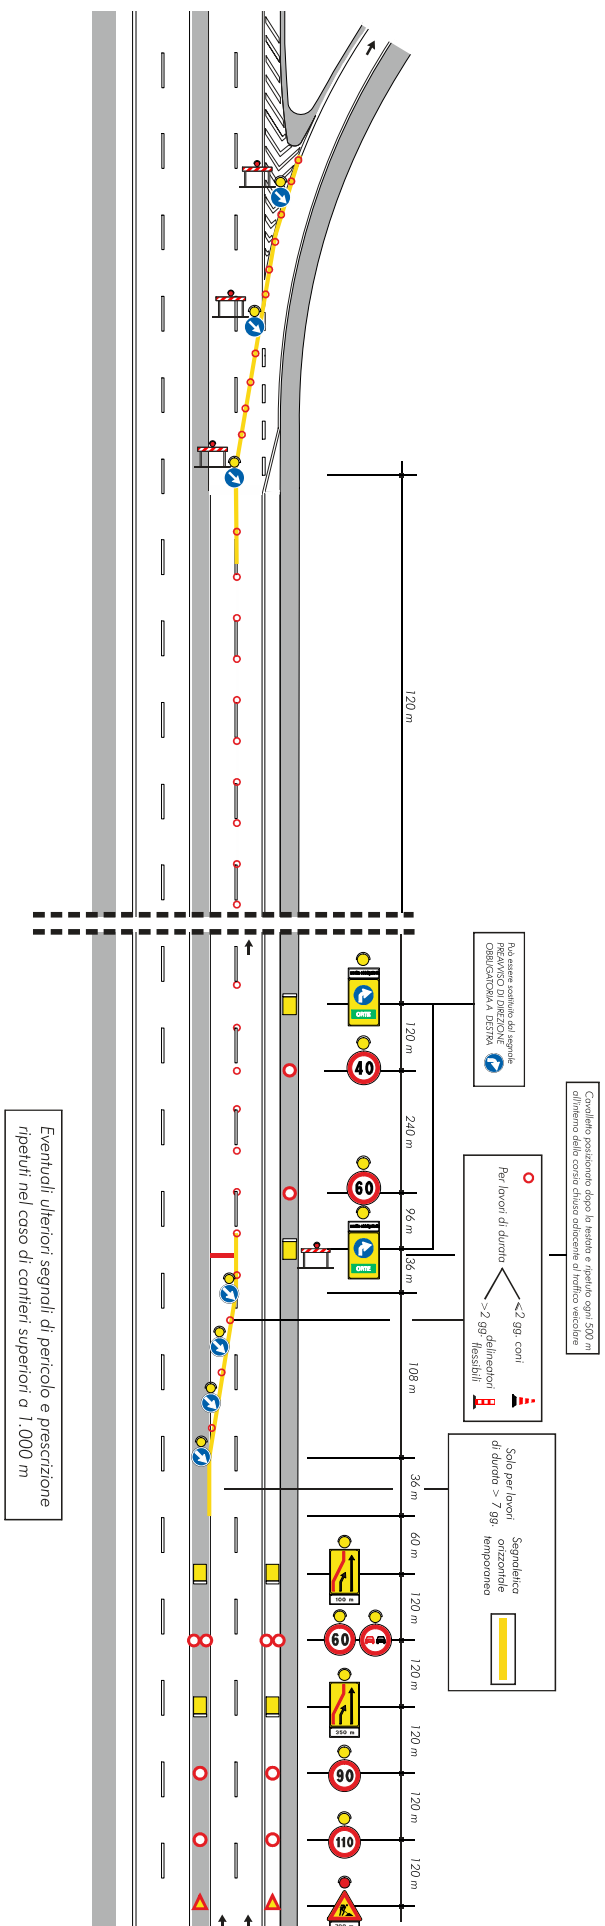 120 m
Può essere sostituito dal segnale
PREAVVISO DI DIREZIONE
OBBLIGATORIA A DESTRA
ORTE
120 m
40
240 m
60
96 m
ORTE
36 m
Cavalletto posizionato dopo la testata e ripetuto ogni 500 m
all'interno della corsia chiusa adiacente al traffico veicolare
Per lavori di durata
<2 gg. coni
>2 gg. delineatori
flessibili
108 m
36 m
Solo per lavori
di durata > 7 gg.
Segnaletica
orizzontale
temporanea
60 m
100 m
120 m
60
120 m
350 m
120 m
90
120 m
110
120 m
Eventuali ulteriori segnali di pericolo e prescrizione
ripetuti nel caso di cantieri superiori a 1.000 m